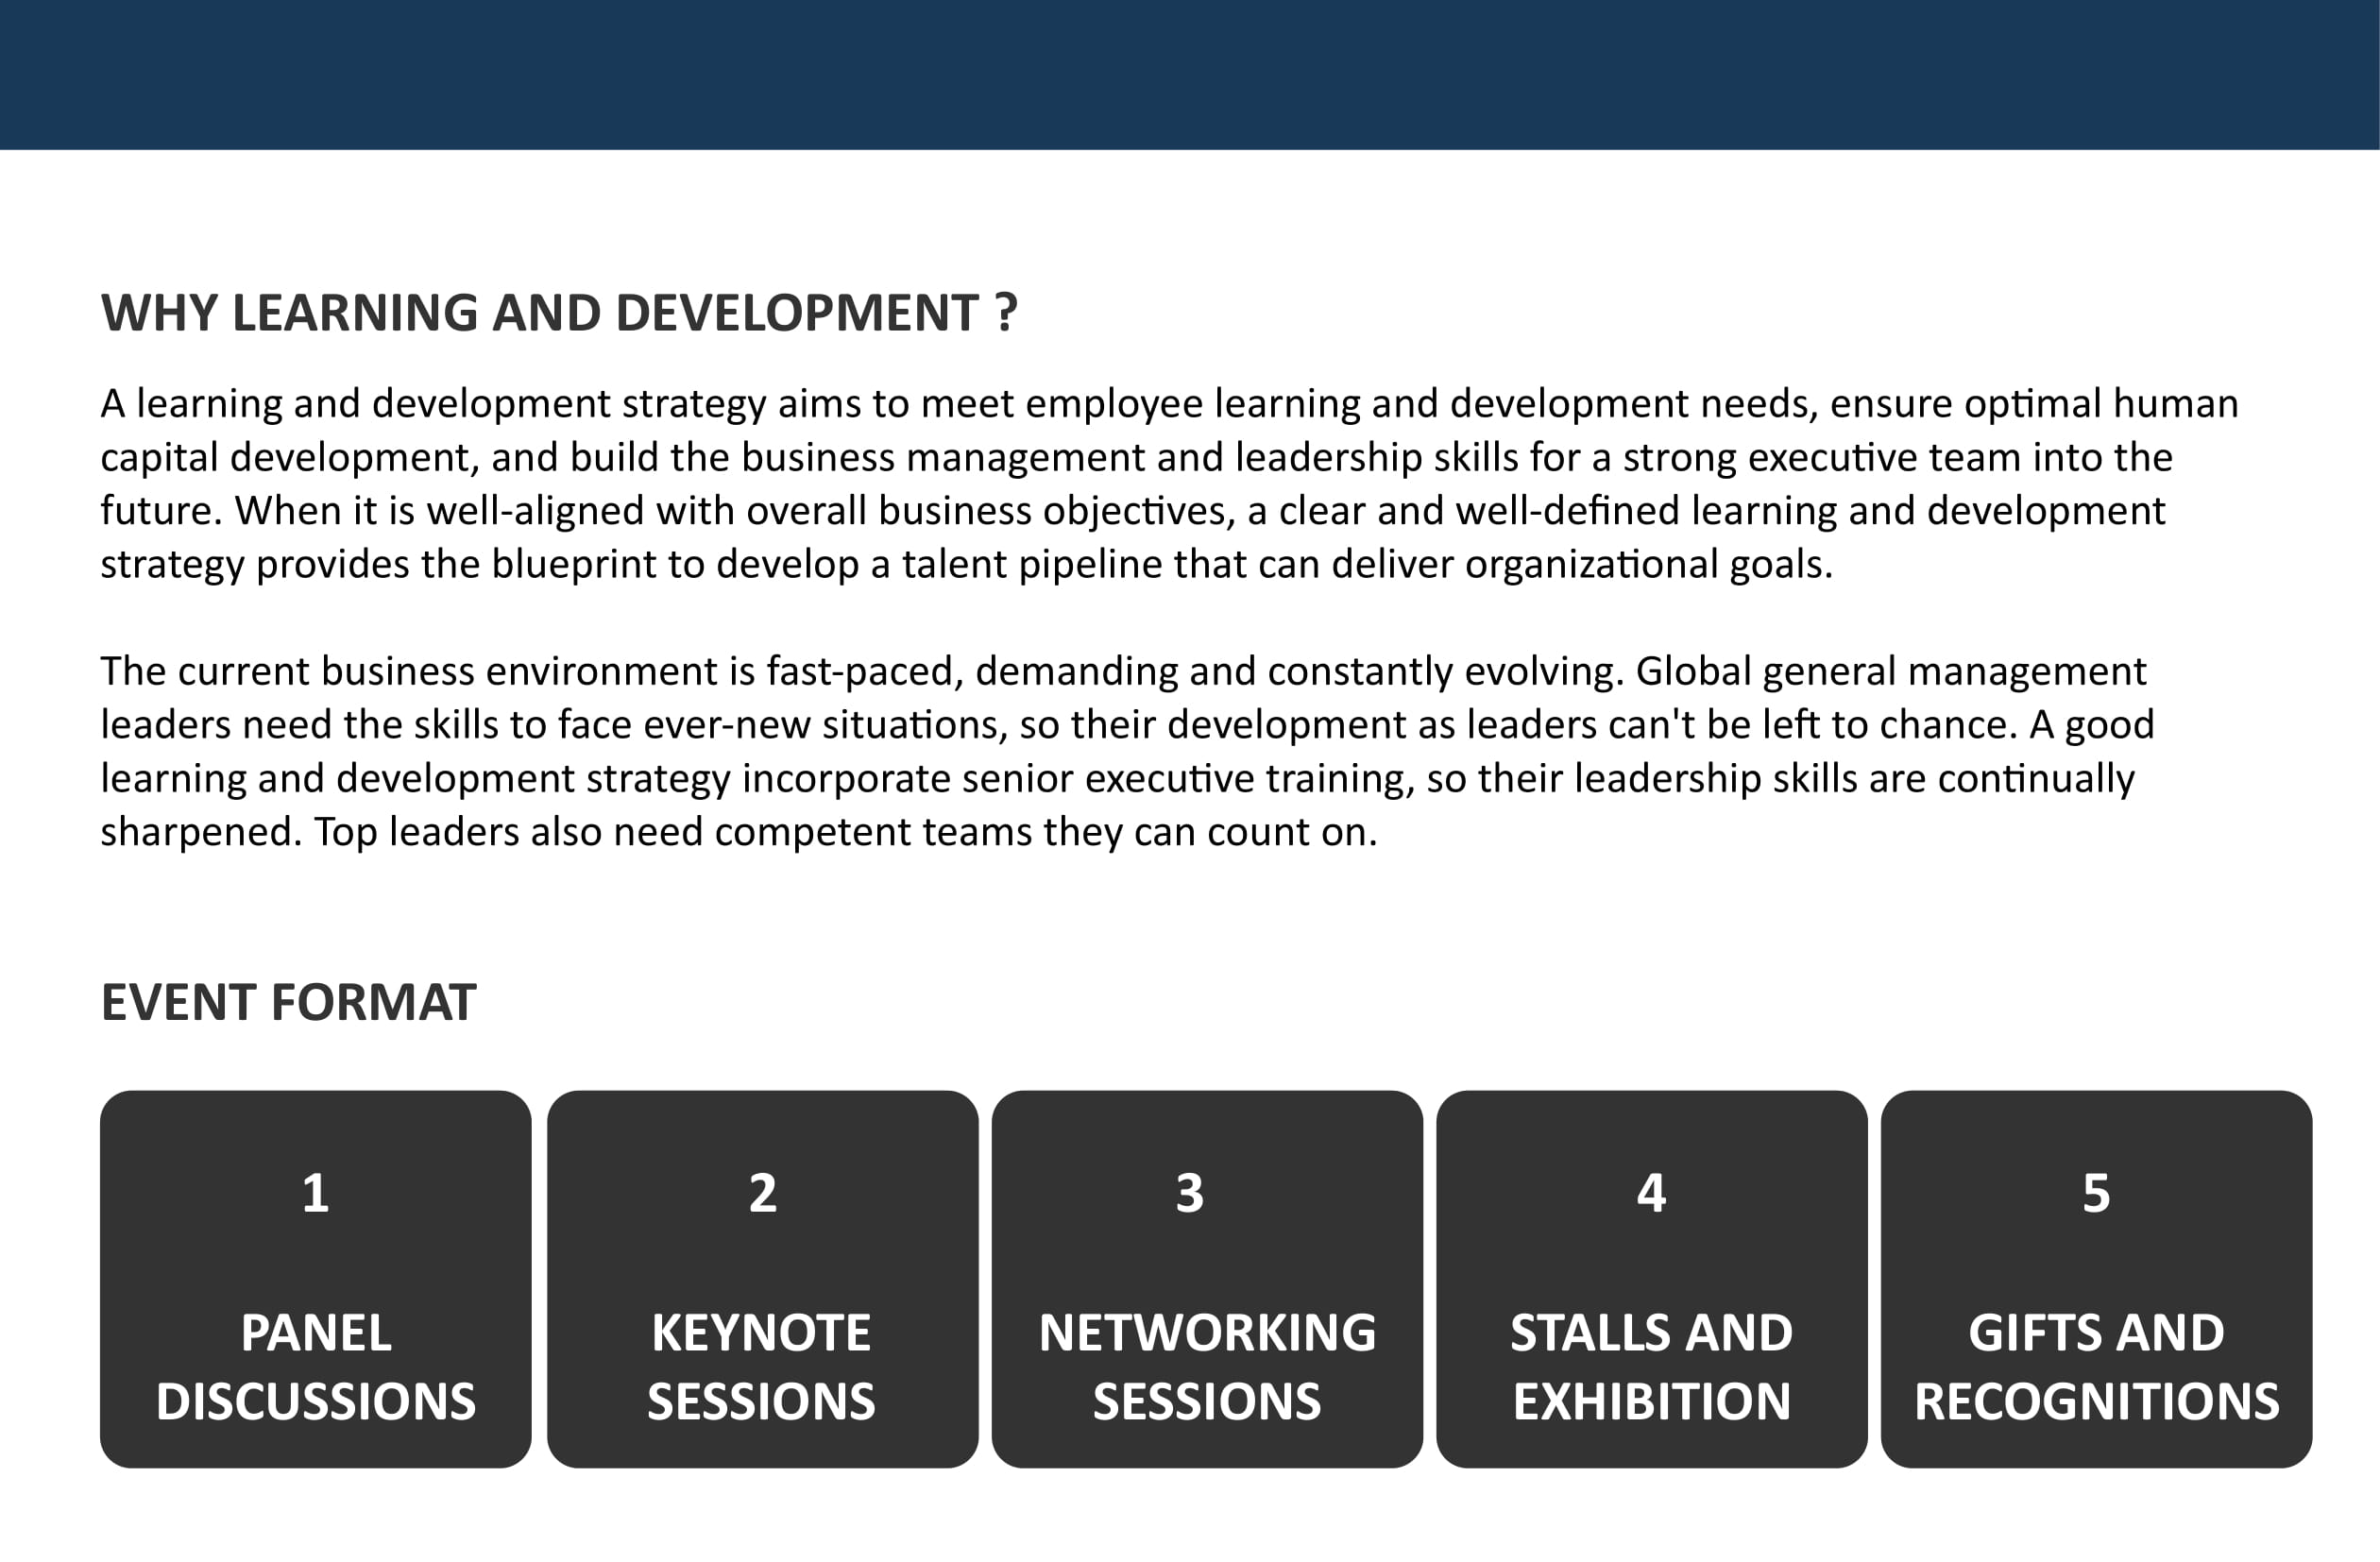 WHY LEARNING AND DEVELOPMENT ?
A learning and development strategy aims to meet employee learning and development needs, ensure optimal human
capital development, and build the business management and leadership skills for a strong executive team into the
future. When it is well-aligned with overall business objectives, a clear and well-defined learning and development
strategy provides the blueprint to develop a talent pipeline that can deliver organizational goals.
The current business environment is fast-paced, demanding and constantly evolving. Global general management
leaders need the skills to face ever-new situations, so their development as leaders can't be left to chance. A good
learning and development strategy incorporate senior executive training, so their leadership skills are continually
sharpened. Top leaders also need competent teams they can count on.
EVENT FORMAT
1
PANEL
DISCUSSIONS
2
KEYNOTE
SESSIONS
3
NETWORKING
SESSIONS
4
STALLS AND
EXHIBITION
5
GIFTS AND
RECOGNITIONS